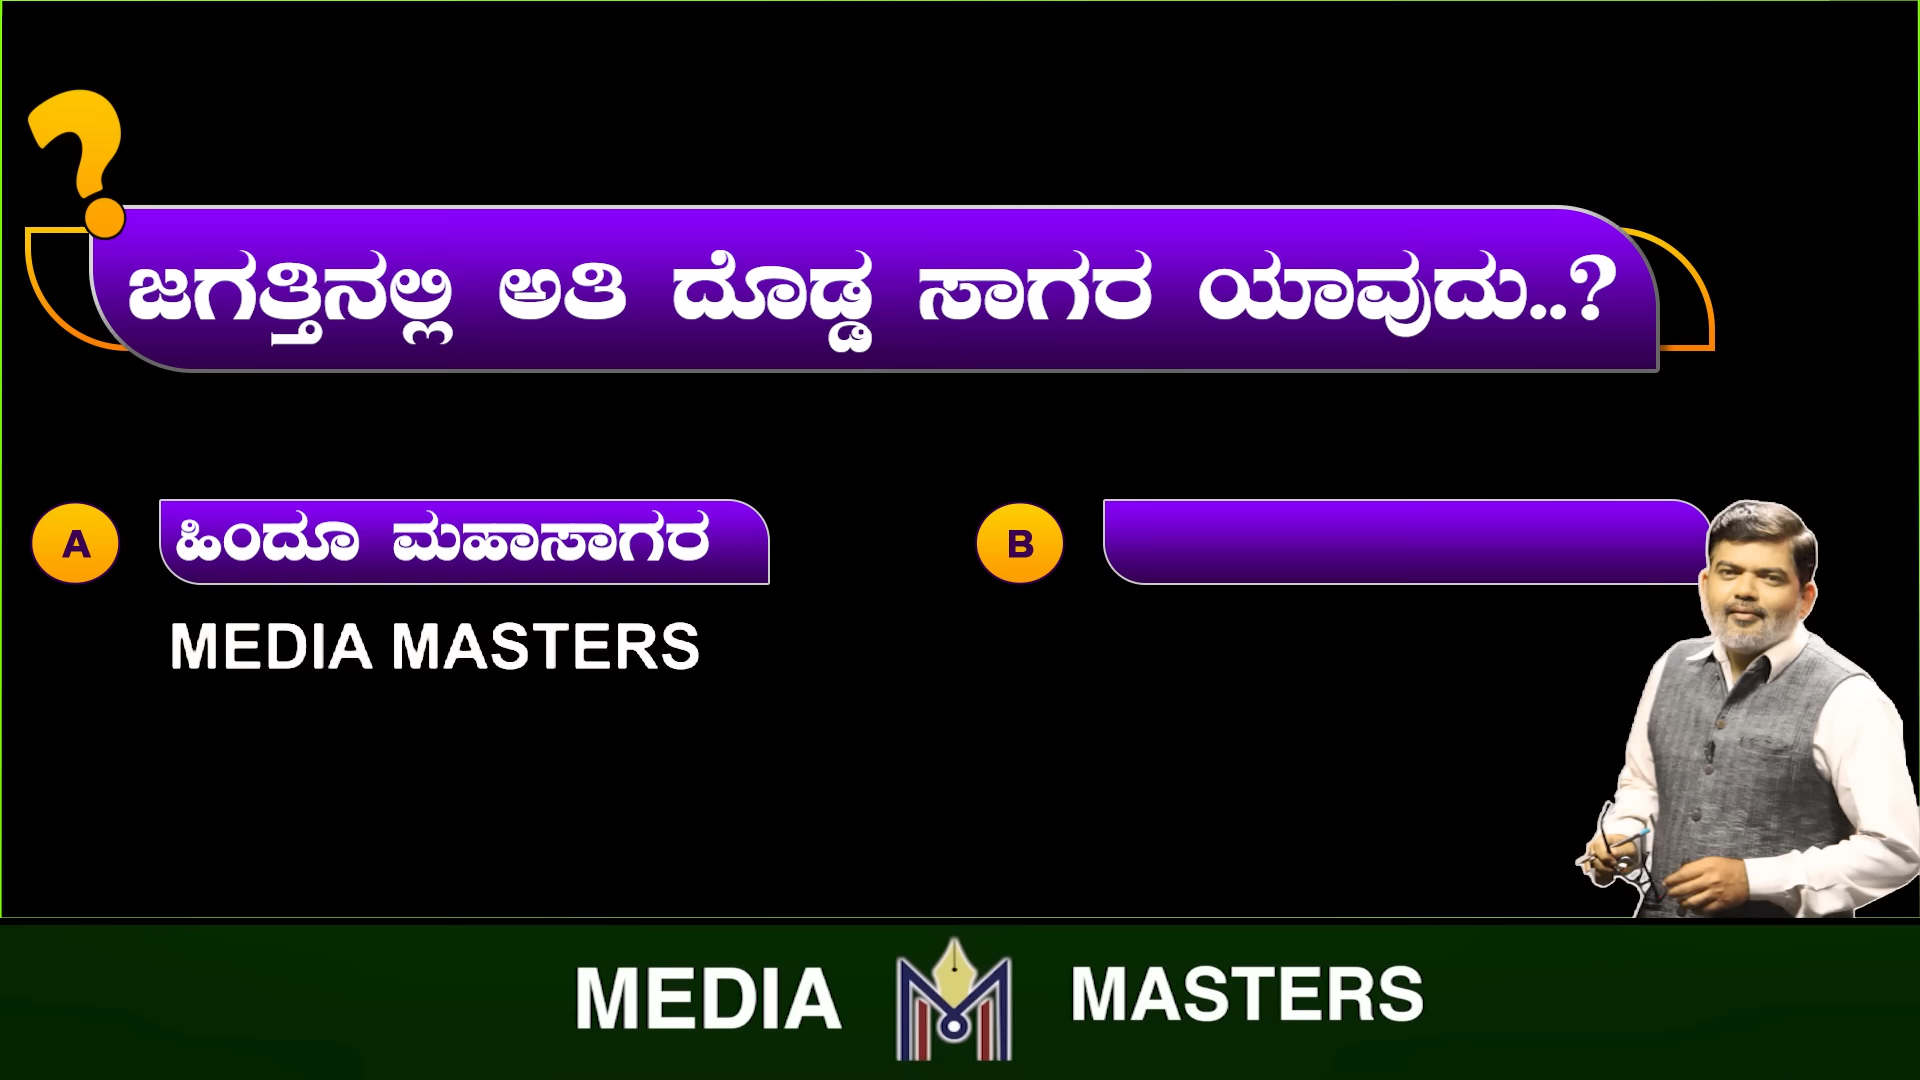 ?
ಜಗತ್ತಿನಲ್ಲಿ ಅತಿ ದೊಡ್ಡ ಸಾಗರ ಯಾವುದು..?
A ಹಿಂದೂ ಮಹಾಸಾಗರ
B
MEDIA MASTERS
MEDIA MASTERS